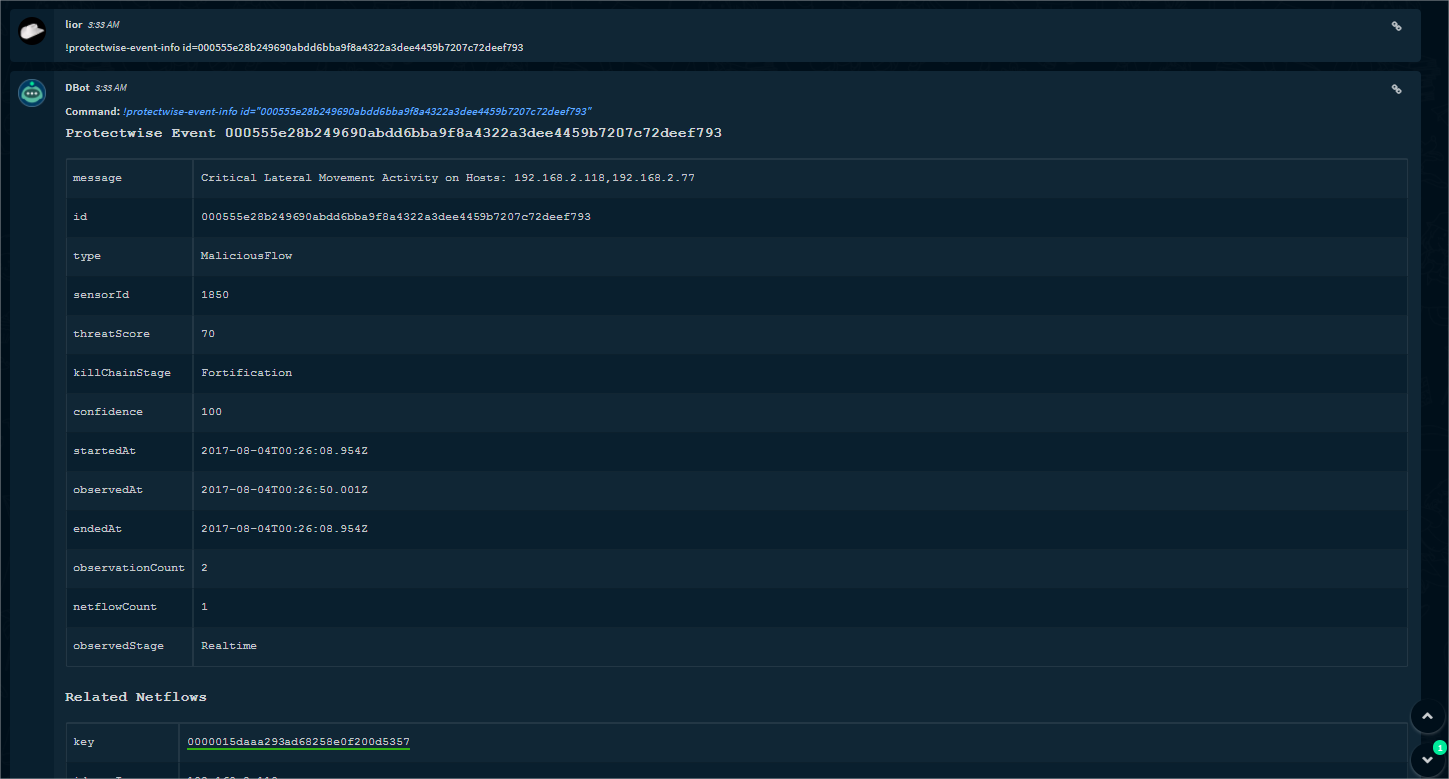 lior 3:33 AM
!protectwise-event-info id=000555e28b249690abdd6bba9f8a4322a3dee4459b7207c72deef793
DBot 3:33 AM
Command: !protectwise-event-info id="000555e28b249690abdd6bba9f8a4322a3dee4459b7207c72deef793"
Protectwise Event 000555e28b249690abdd6bba9f8a4322a3dee4459b7207c72deef793
message Critical Lateral Movement Activity on Hosts: 192.168.2.118,192.168.2.77
id 000555e28b249690abdd6bba9f8a4322a3dee4459b7207c72deef793
type MaliciousFlow
sensorId 1850
threatScore 70
killChainStage Fortification
confidence 100
startedAt 2017-08-04T00:26:08.954Z
observedAt 2017-08-04T00:26:50.001Z
endedAt 2017-08-04T00:26:08.954Z
observationCount 2
netflowCount 1
observedStage Realtime
Related Netflows
key 0000015daaa293ad68258e0f200d5357
1